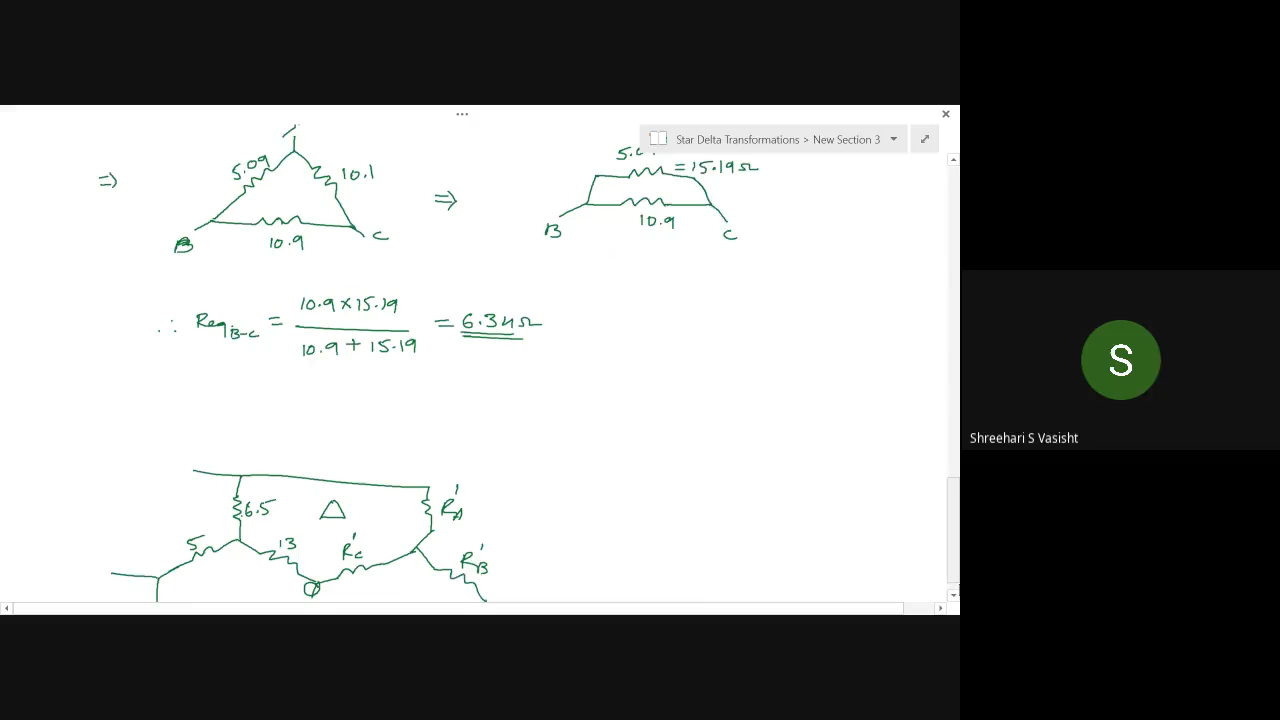 Star Delta Transformations > New Section 3
⇒ 5.09 10.1
B 10.9 C
⇒ = 15.19Ω
B 10.9 C
∴ Req B-C = 10.9 × 15.19 / 10.9 + 15.19 = 6.34Ω
6.5 △ R'A
5 13 R'C R'B
S
Shreehari S Vasisht